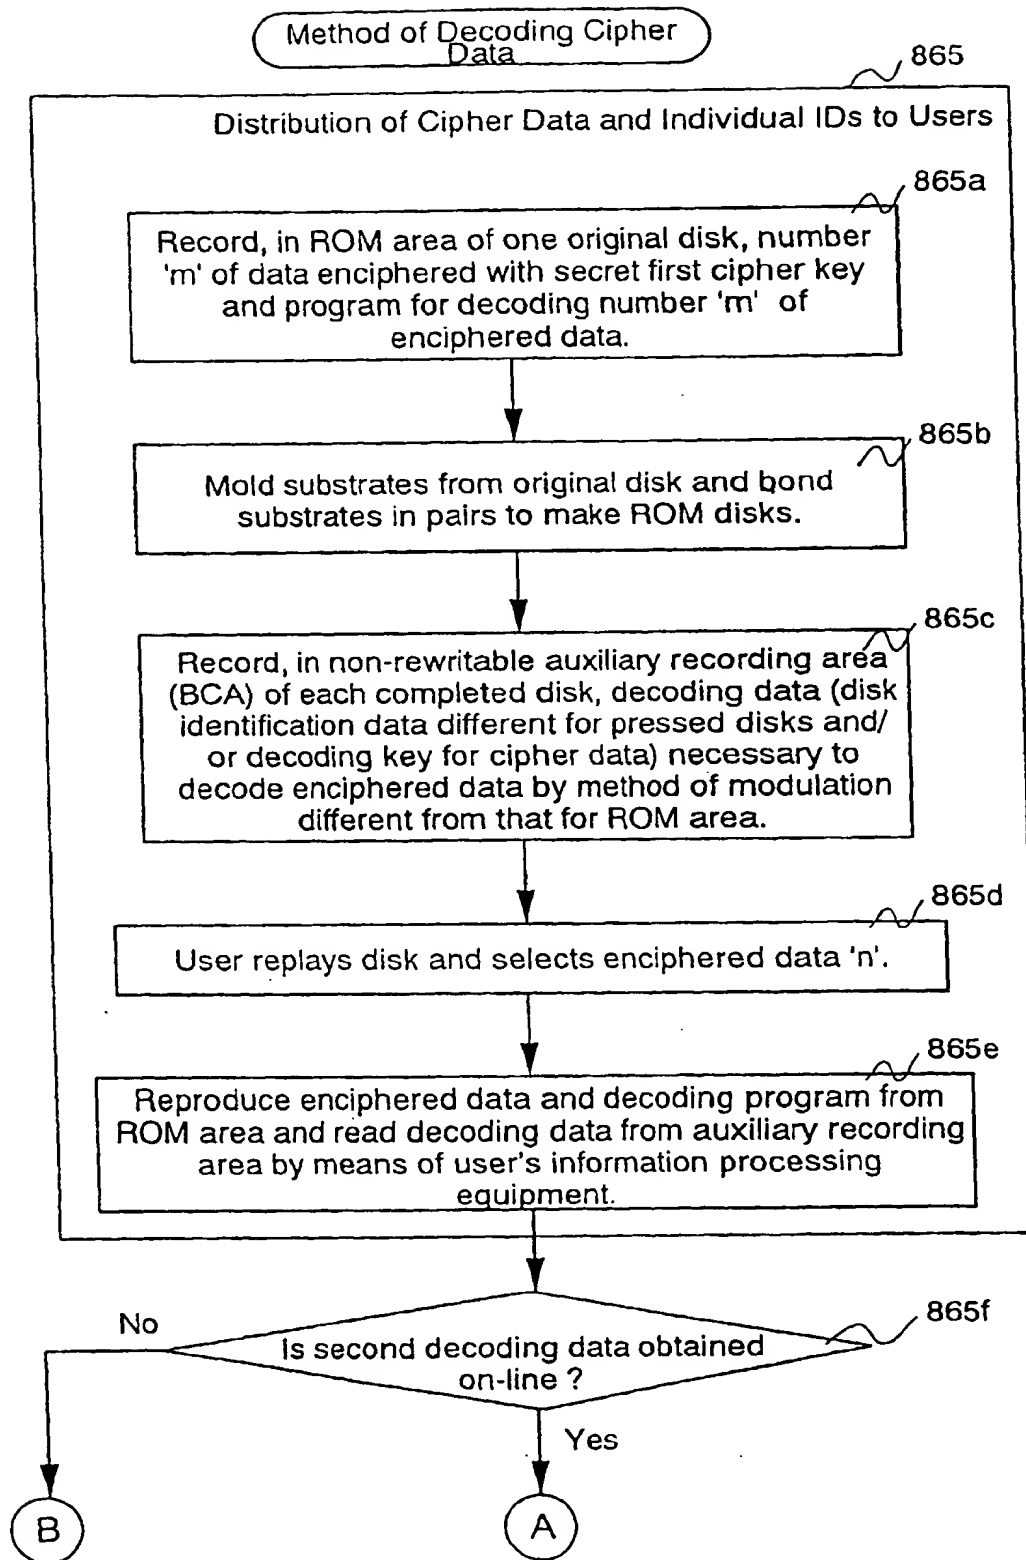 Method of Decoding Cipher
Data
865
Distribution of Cipher Data and Individual IDs to Users
865a
Record, in ROM area of one original disk, number
'm' of data enciphered with secret first cipher key
and program for decoding number 'm' of
enciphered data.
865b
Mold substrates from original disk and bond
substrates in pairs to make ROM disks.
865c
Record, in non-rewritable auxiliary recording area
(BCA) of each completed disk, decoding data (disk
identification data different for pressed disks and/
or decoding key for cipher data) necessary to
decode enciphered data by method of modulation
different from that for ROM area.
865d
User replays disk and selects enciphered data 'n'.
865e
Reproduce enciphered data and decoding program from
ROM area and read decoding data from auxiliary recording
area by means of user's information processing
equipment.
865f
No
Is second decoding data obtained
on-line ?
Yes
B
A